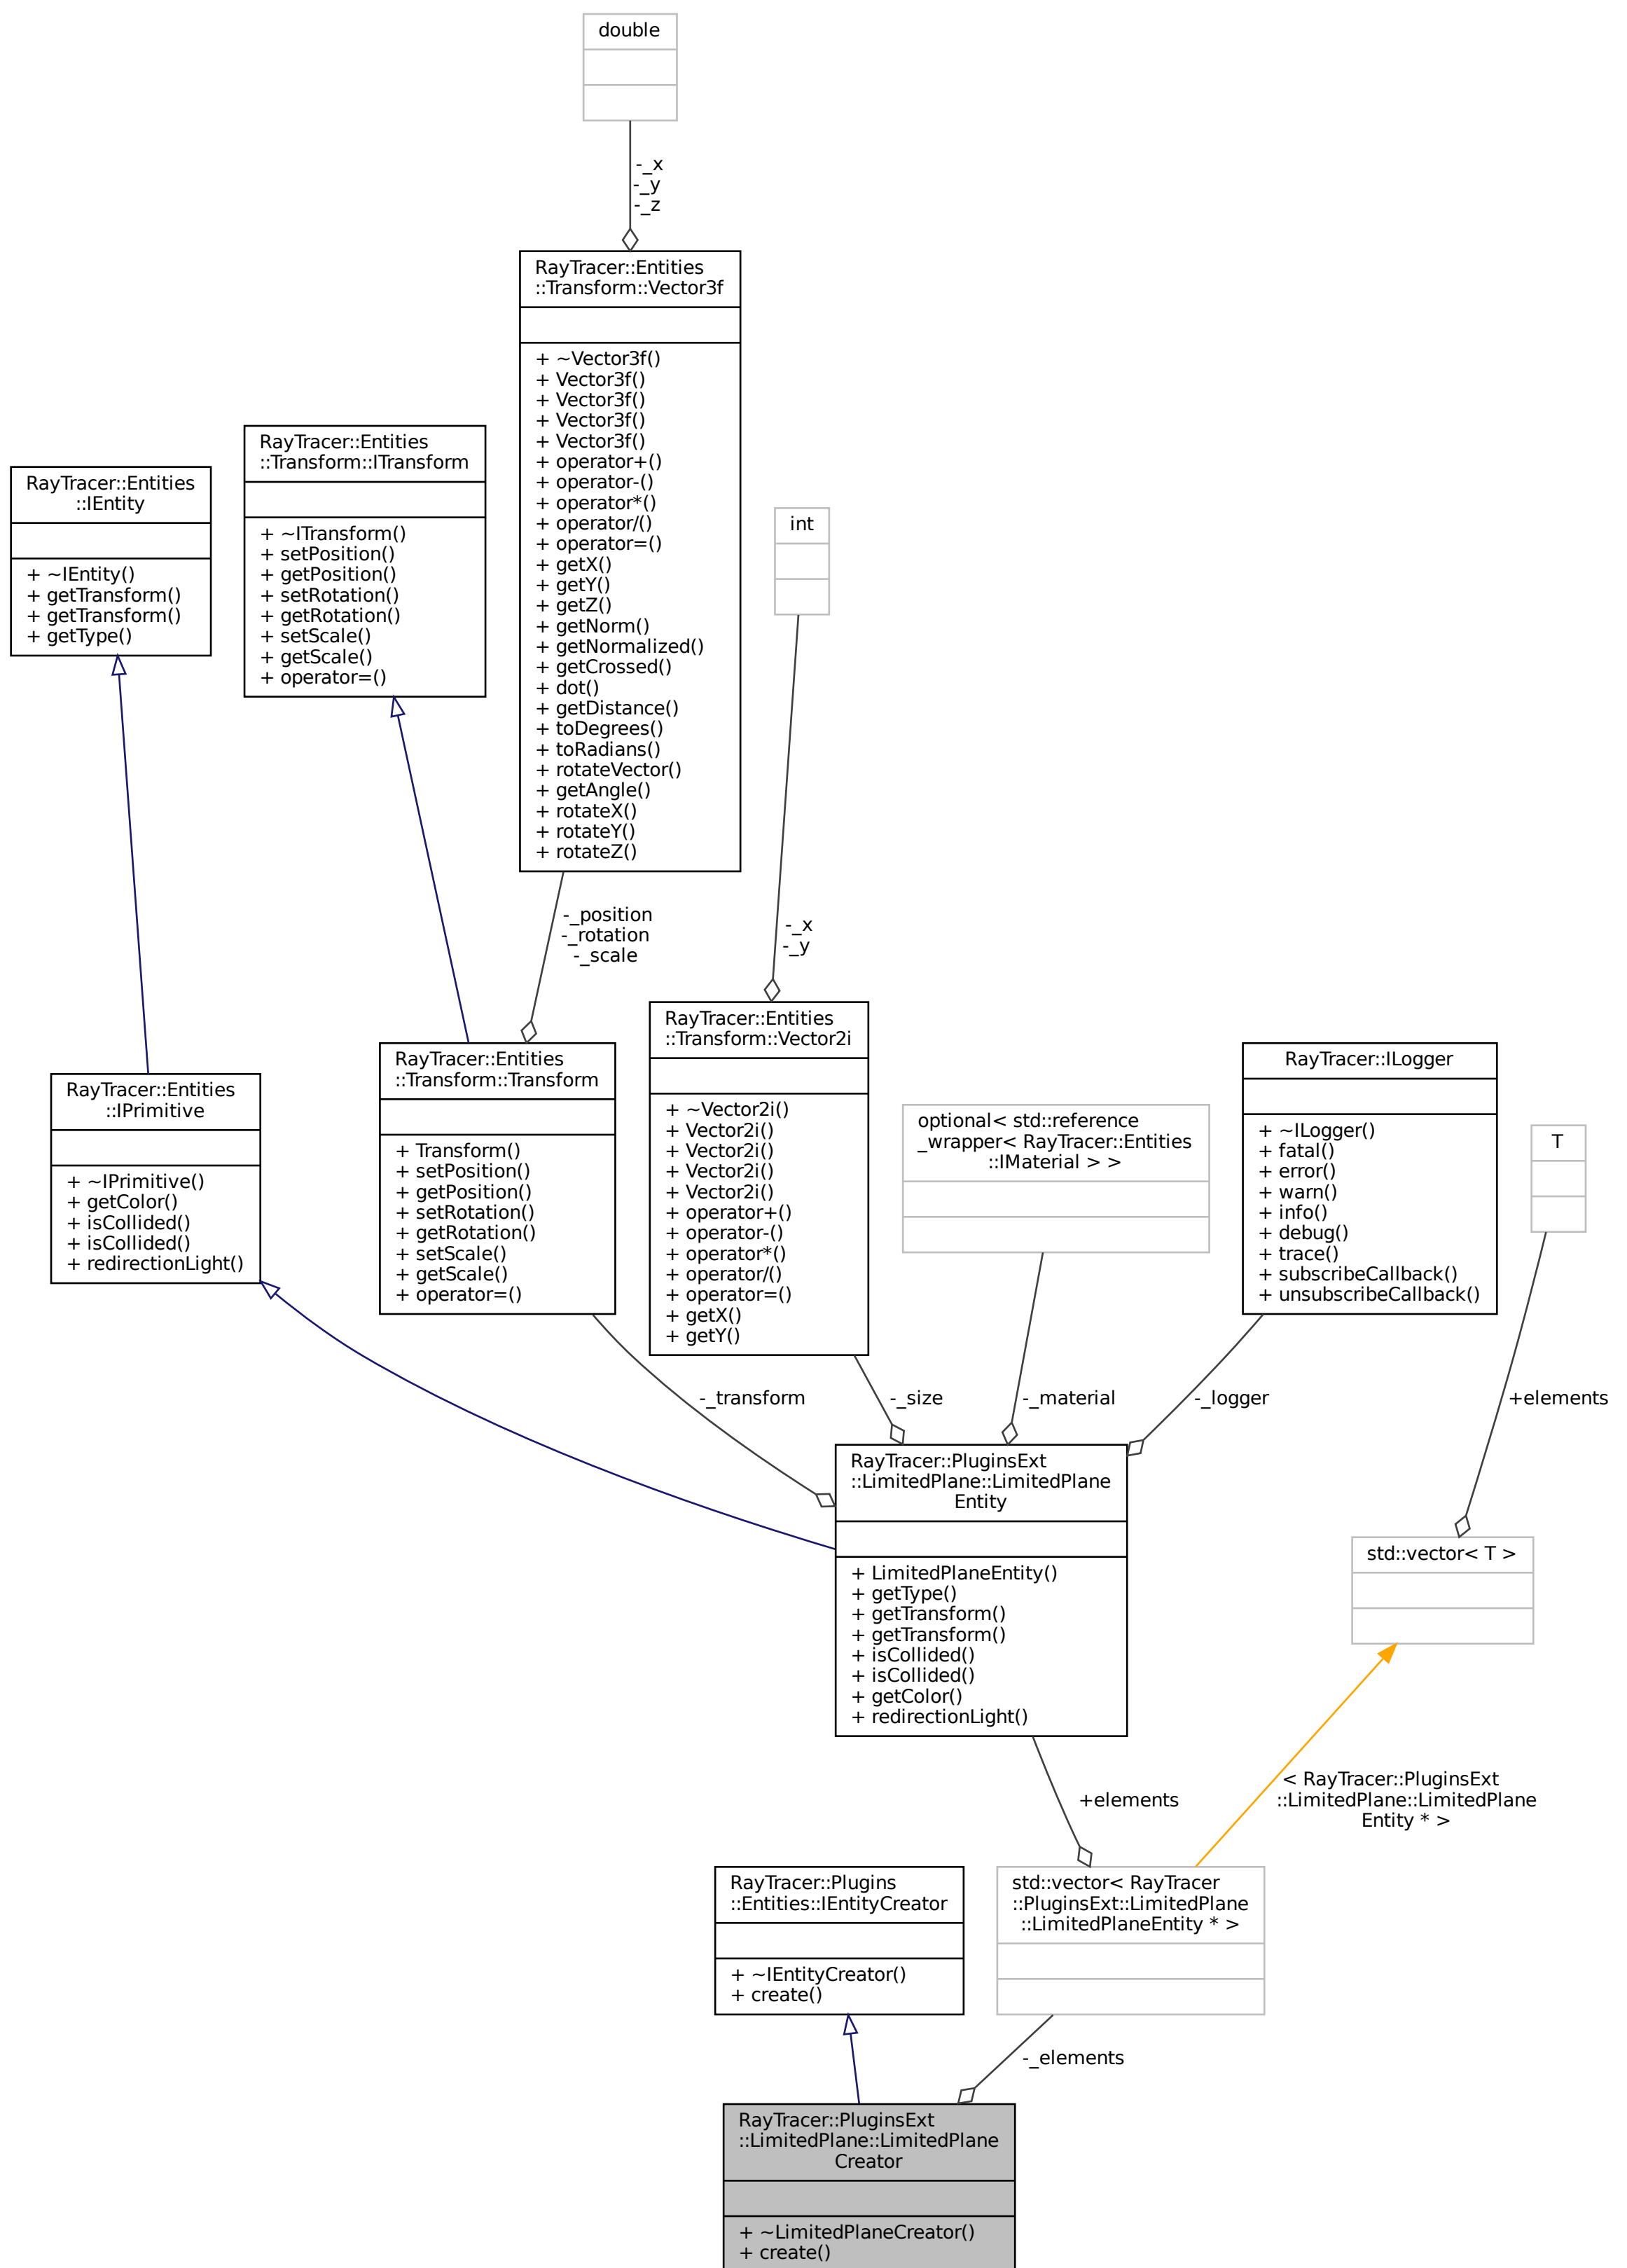 double
-_x
-_y
-_z
RayTracer::Entities
::Transform::Vector3f
+ ~Vector3f()
+ Vector3f()
+ Vector3f()
+ Vector3f()
+ Vector3f()
+ operator+()
+ operator-()
+ operator*()
+ operator/()
+ operator=()
+ getX()
+ getY()
+ getZ()
+ getNorm()
+ getNormalized()
+ getCrossed()
+ dot()
+ getDistance()
+ toDegrees()
+ toRadians()
+ rotateVector()
+ getAngle()
+ rotateX()
+ rotateY()
+ rotateZ()
RayTracer::Entities
::Transform::ITransform
+ ~ITransform()
+ setPosition()
+ getPosition()
+ setRotation()
+ getRotation()
+ setScale()
+ getScale()
+ operator=()
RayTracer::Entities
::IEntity
+ ~IEntity()
+ getTransform()
+ getTransform()
+ getType()
int
-_x
-_y
-_position
-_rotation
-_scale
RayTracer::Entities
::IPrimitive
+ ~IPrimitive()
+ getColor()
+ isCollided()
+ isCollided()
+ redirectionLight()
RayTracer::Entities
::Transform::Transform
+ Transform()
+ setPosition()
+ getPosition()
+ setRotation()
+ getRotation()
+ setScale()
+ getScale()
+ operator=()
RayTracer::Entities
::Transform::Vector2i
+ ~Vector2i()
+ Vector2i()
+ Vector2i()
+ Vector2i()
+ Vector2i()
+ operator+()
+ operator-()
+ operator*()
+ operator/()
+ operator=()
+ getX()
+ getY()
optional< std::reference
_wrapper< RayTracer::Entities
::IMaterial > >
RayTracer::ILogger
+ ~ILogger()
+ fatal()
+ error()
+ warn()
+ info()
+ debug()
+ trace()
+ subscribeCallback()
+ unsubscribeCallback()
T
-_transform
-_size
-_material
-_logger
+elements
RayTracer::PluginsExt
::LimitedPlane::LimitedPlane
Entity
+ LimitedPlaneEntity()
+ getType()
+ getTransform()
+ getTransform()
+ isCollided()
+ isCollided()
+ getColor()
+ redirectionLight()
std::vector< T >
+elements
< RayTracer::PluginsExt
::LimitedPlane::LimitedPlane
Entity * >
RayTracer::Plugins
::Entities::IEntityCreator
+ ~IEntityCreator()
+ create()
std::vector< RayTracer
::PluginsExt::LimitedPlane
::LimitedPlaneEntity * >
-_elements
RayTracer::PluginsExt
::LimitedPlane::LimitedPlane
Creator
+ ~LimitedPlaneCreator()
+ create()